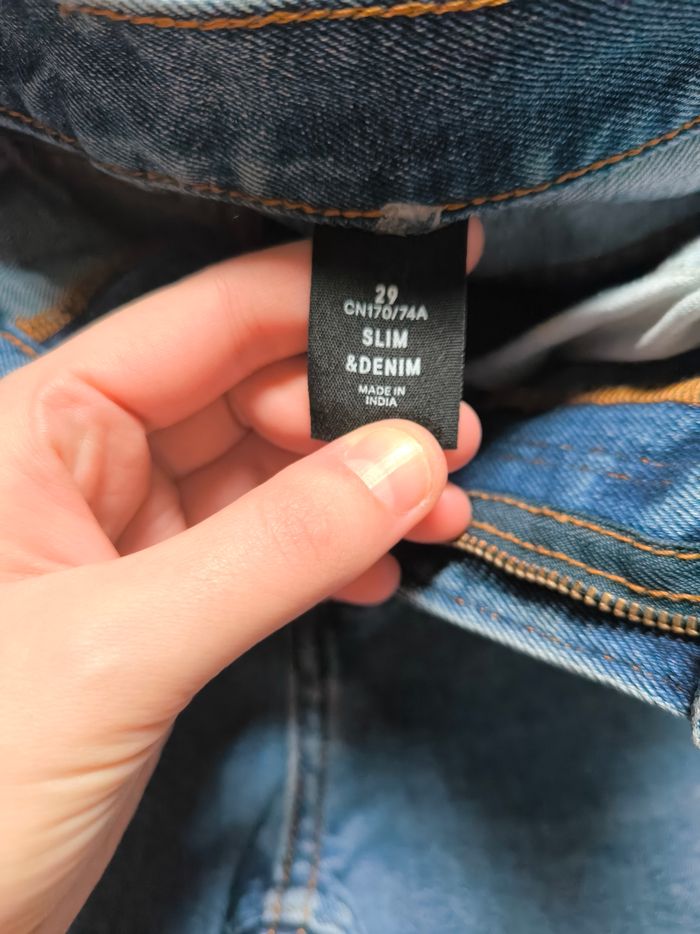 29
CN170/74A
SLIM
&DENIM
MADE IN
INDIA